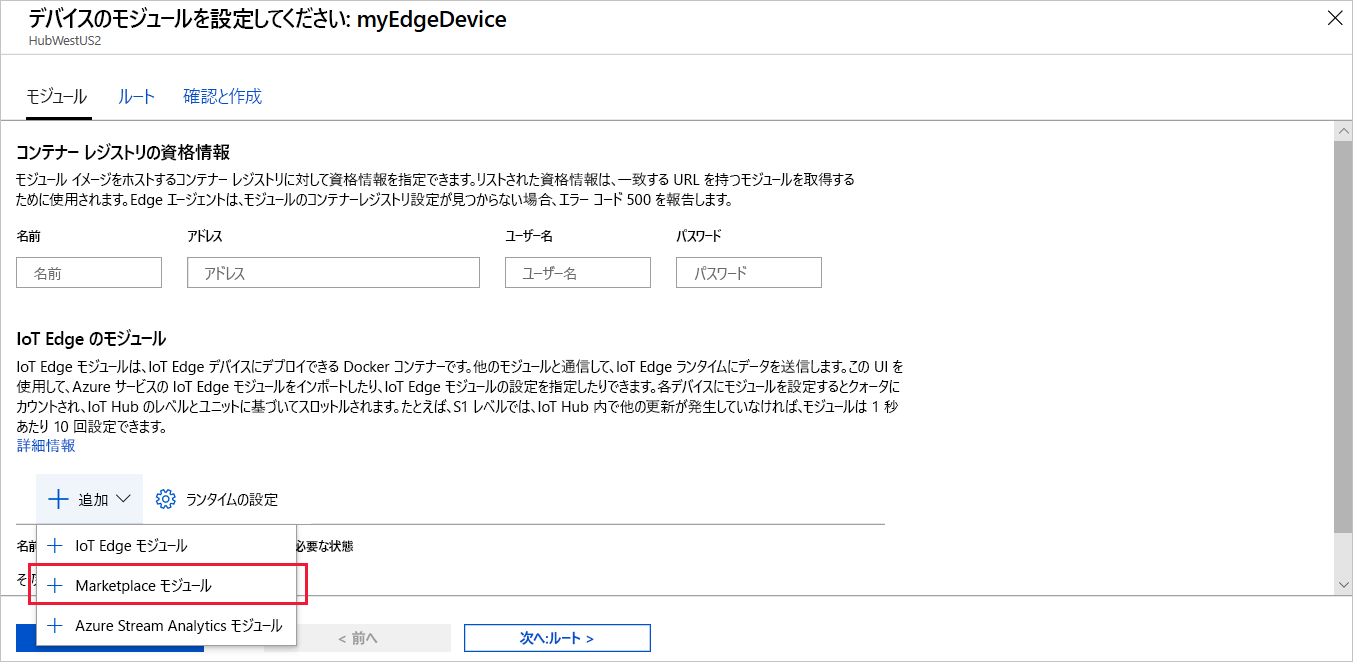 デバイスのモジュールを設定してください: myEdgeDevice
HubWestUS2
モジュール ルート 確認と作成
コンテナー レジストリの資格情報
モジュール イメージをホストするコンテナー レジストリに対して資格情報を指定できます。リストされた資格情報は、一致する URL を持つモジュールを取得する
ために使用されます。Edge エージェントは、モジュールのコンテナーレジストリ設定が見つからない場合、エラー コード 500 を報告します。
名前 アドレス ユーザー名 パスワード
名前 アドレス ユーザー名 パスワード
IoT Edge のモジュール
IoT Edge モジュールは、IoT Edge デバイスにデプロイできる Docker コンテナーです。他のモジュールと通信して、IoT Edge ランタイムにデータを送信します。この UI を
使用して、Azure サービスの IoT Edge モジュールをインポートしたり、IoT Edge モジュールの設定を指定したりできます。各デバイスにモジュールを設定するとクォータに
カウントされ、IoT Hub のレベルとユニットに基づいてスロットルされます。たとえば、S1 レベルでは、IoT Hub 内で他の更新が発生していなければ、モジュールは 1 秒
あたり 10 回設定できます。
詳細情報
追加 ランタイムの設定
名前 必要な状態
IoT Edge モジュール
Marketplace モジュール
Azure Stream Analytics モジュール
< 前へ 次へ:ルート >